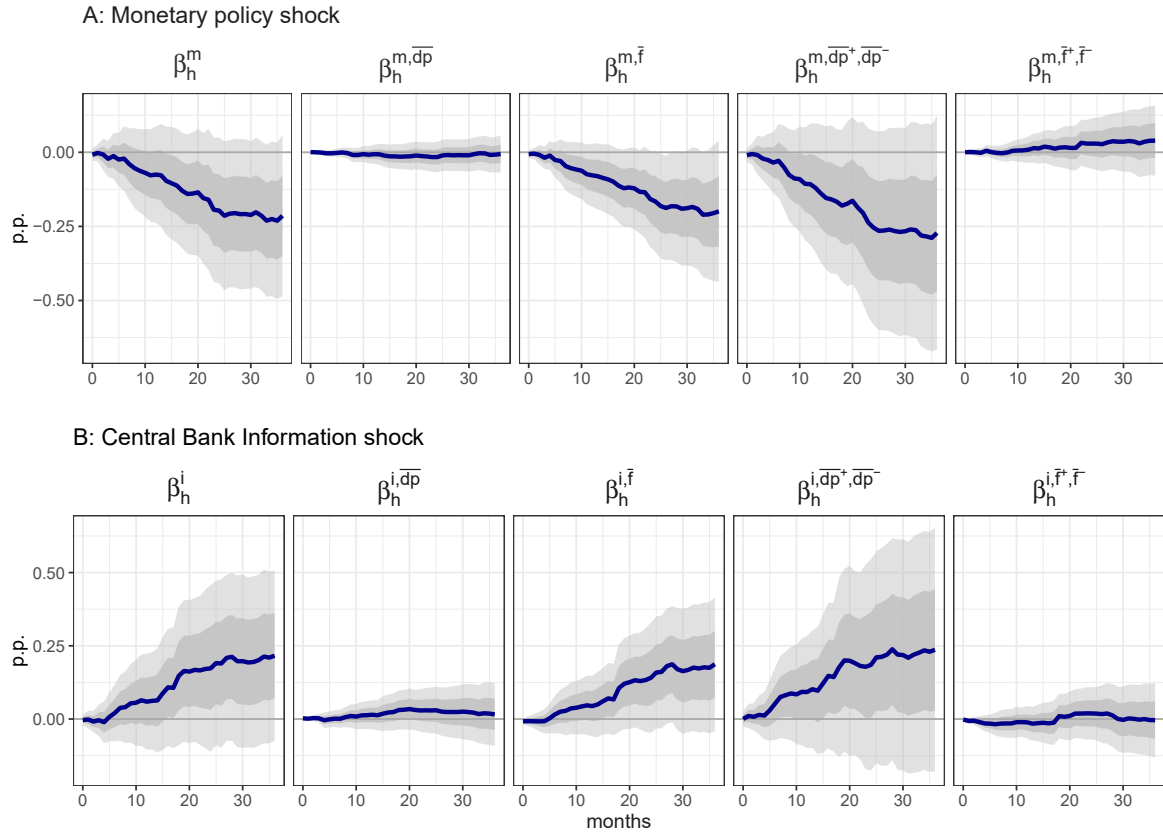 A: Monetary policy shock
β_h^m β_h^{m,\overline{dp}} β_h^{m,\bar{f}} β_h^{m,\overline{dp}^+,\overline{dp}^-} β_h^{m,\bar{f}^+,\bar{f}^-}
0.00
−0.25
−0.50
p.p.
0 10 20 30 0 10 20 30 0 10 20 30 0 10 20 30 0 10 20 30
B: Central Bank Information shock
β_h^i β_h^{i,\overline{dp}} β_h^{i,\bar{f}} β_h^{i,\overline{dp}^+,\overline{dp}^-} β_h^{i,\bar{f}^+,\bar{f}^-}
0.50
0.25
0.00
p.p.
0 10 20 30 0 10 20 30 0 10 20 30 0 10 20 30 0 10 20 30
months